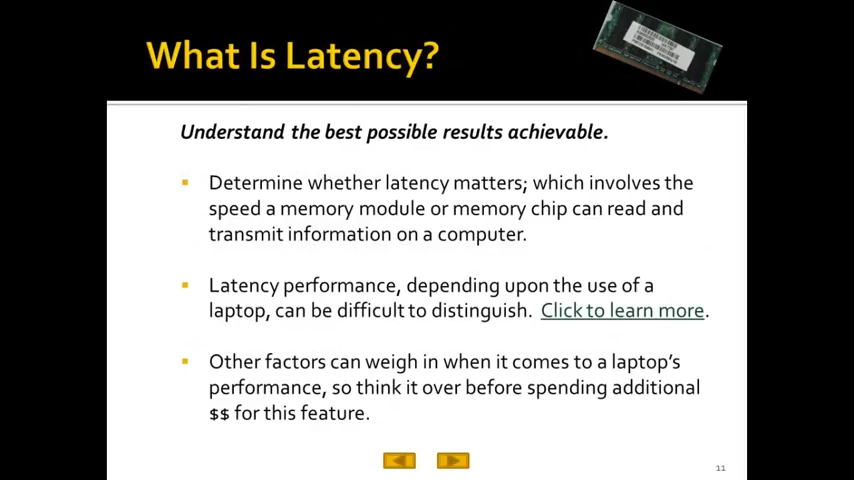 What Is Latency?
Understand the best possible results achievable.
▪ Determine whether latency matters; which involves the
speed a memory module or memory chip can read and
transmit information on a computer.
▪ Latency performance, depending upon the use of a
laptop, can be difficult to distinguish. Click to learn more.
▪ Other factors can weigh in when it comes to a laptop's
performance, so think it over before spending additional
$$ for this feature.
11